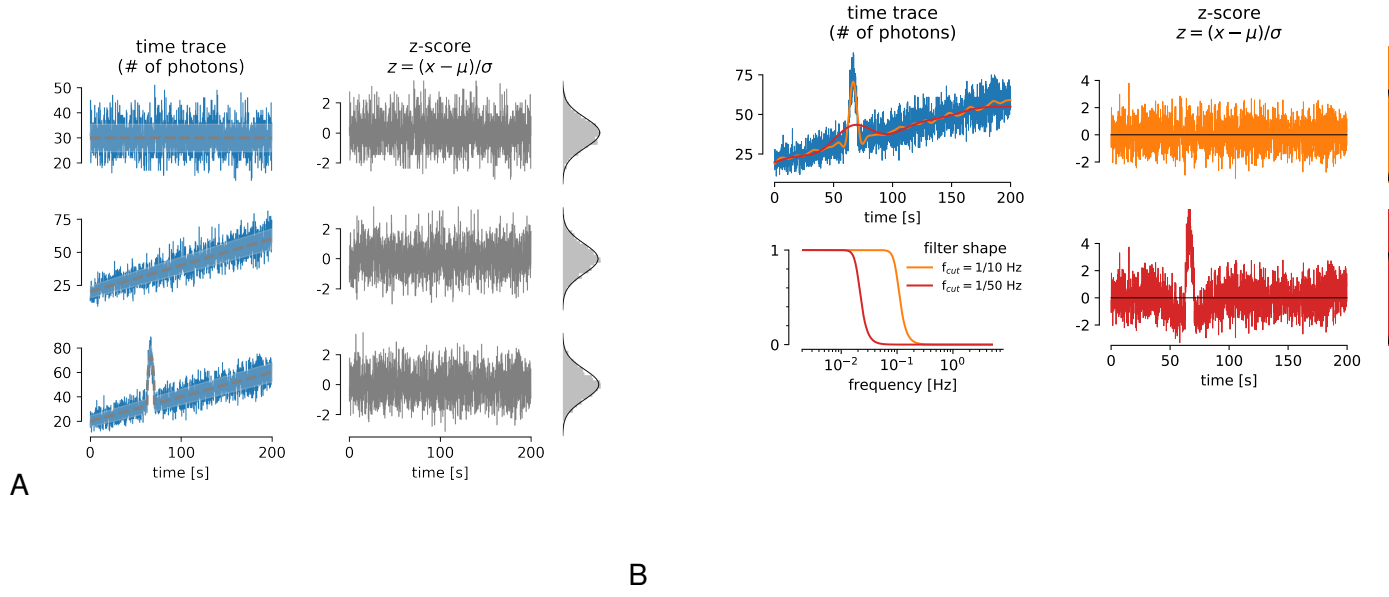 time trace
(# of photons)
z-score
z = (x − μ)/σ
50
40
30
20
2
0
−2
75
50
25
2
0
−2
80
60
40
20
2
0
−2
0
100
200
time [s]
0
100
200
time [s]
A
time trace
(# of photons)
z-score
z = (x − μ)/σ
75
50
25
0
50
100
150
200
time [s]
4
2
0
−2
1
0
filter shape
f_cut = 1/10 Hz
f_cut = 1/50 Hz
10⁻²
10⁻¹
10⁰
frequency [Hz]
4
2
0
−2
0
50
100
150
200
time [s]
B